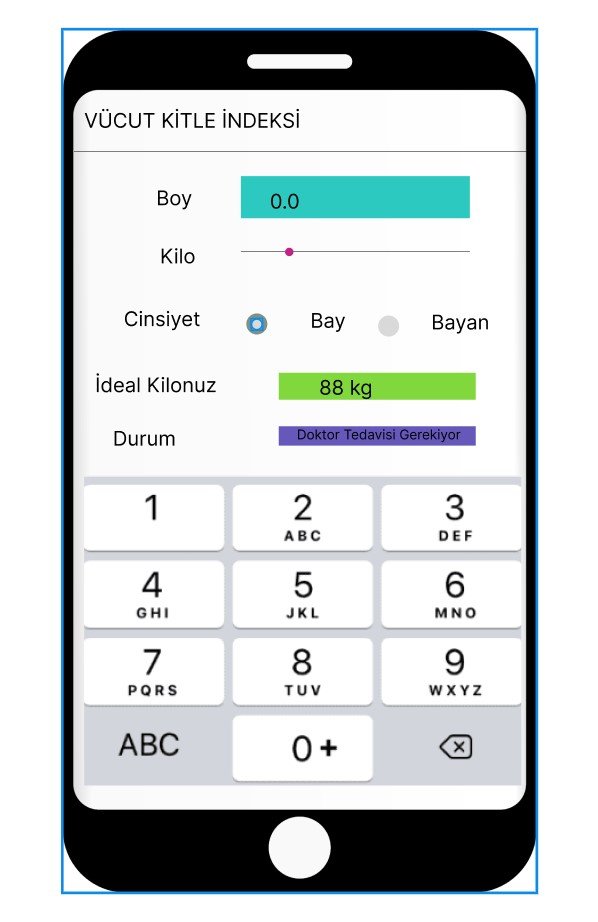 VÜCUT KİTLE İNDEKSİ
Boy 0.0
Kilo
Cinsiyet Bay Bayan
İdeal Kilonuz 88 kg
Durum Doktor Tedavisi Gerekiyor
1 2 3
ABC DEF
4 5 6
GHI JKL MNO
7 8 9
PQRS TUV WXYZ
ABC 0 +